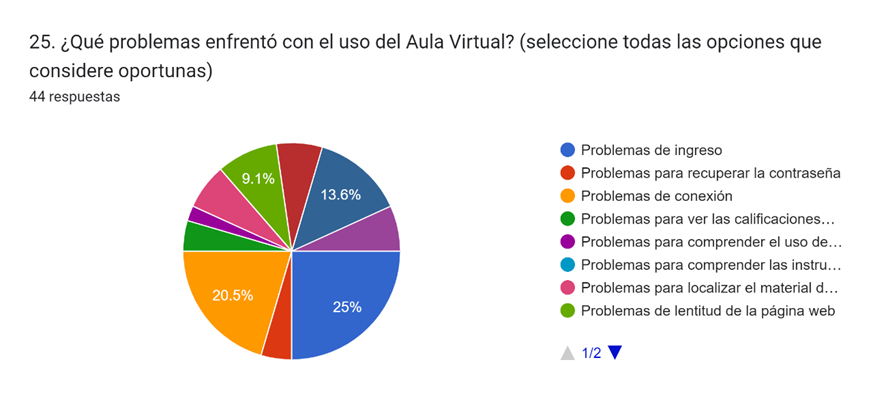 25. ¿Qué problemas enfrentó con el uso del Aula Virtual? (seleccione todas las opciones que
considere oportunas)
44 respuestas
9.1%
13.6%
20.5%
25%
Problemas de ingreso
Problemas para recuperar la contraseña
Problemas de conexión
Problemas para ver las calificaciones…
Problemas para comprender el uso de…
Problemas para comprender las instru…
Problemas para localizar el material d…
Problemas de lentitud de la página web
1/2